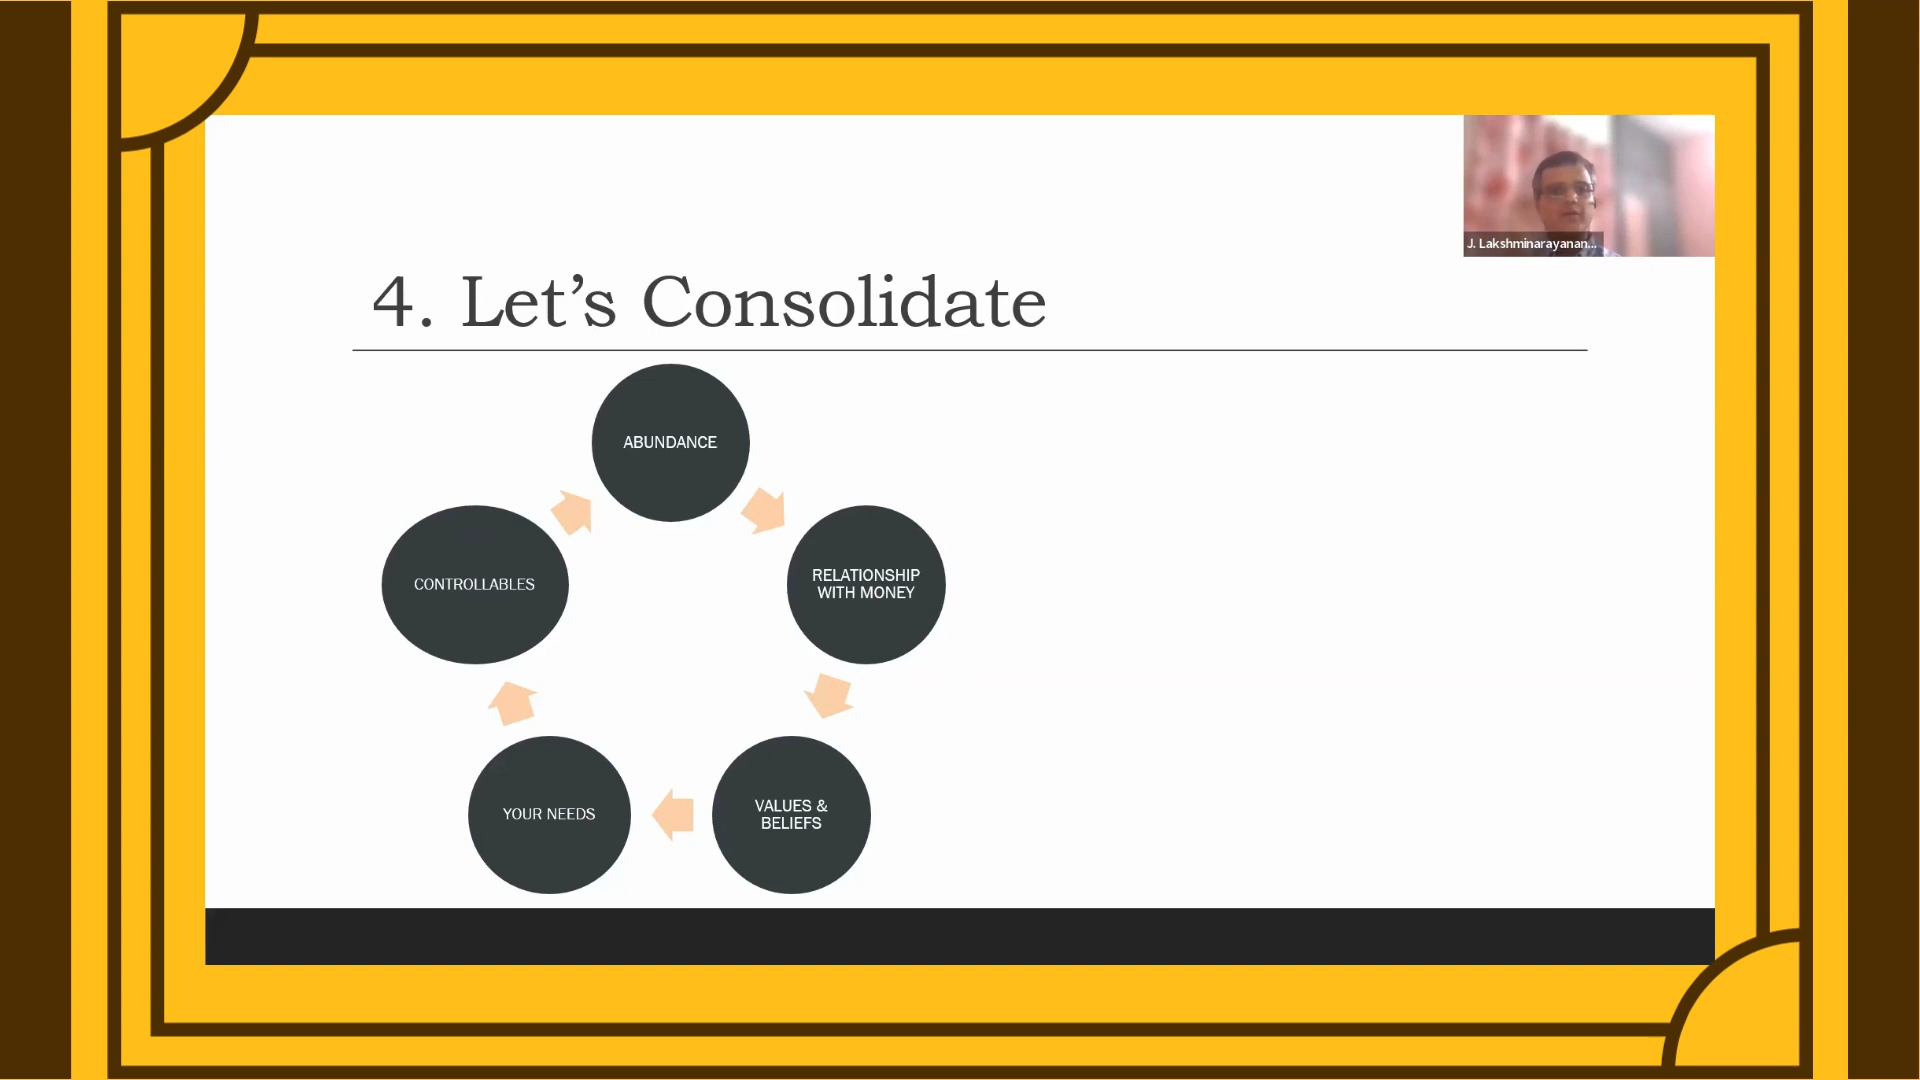 J. Lakshminarayanan...
4. Let’s Consolidate
ABUNDANCE
RELATIONSHIP
WITH MONEY
VALUES &
BELIEFS
YOUR NEEDS
CONTROLLABLES